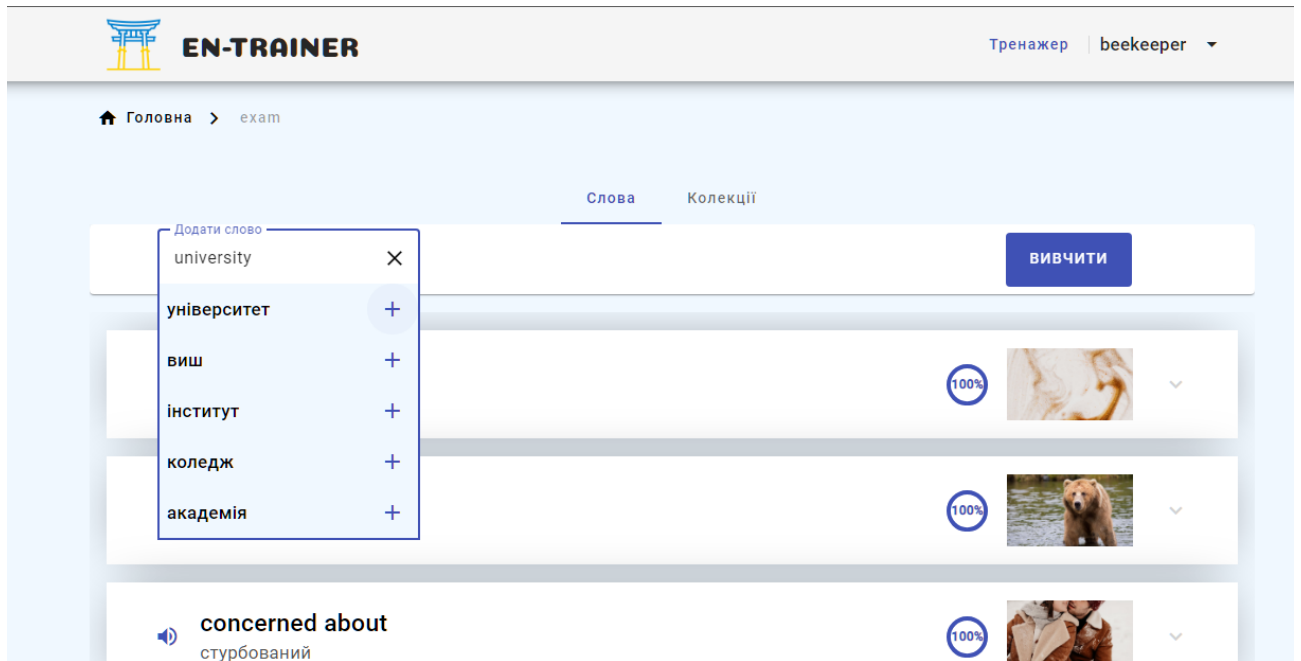 EN-TRAINER
Тренажер
beekeeper
Головна
exam
Слова
Колекції
Додати слово
university
ВИВЧИТИ
університет
виш
інститут
коледж
академія
100%
100%
concerned about
стурбований
100%